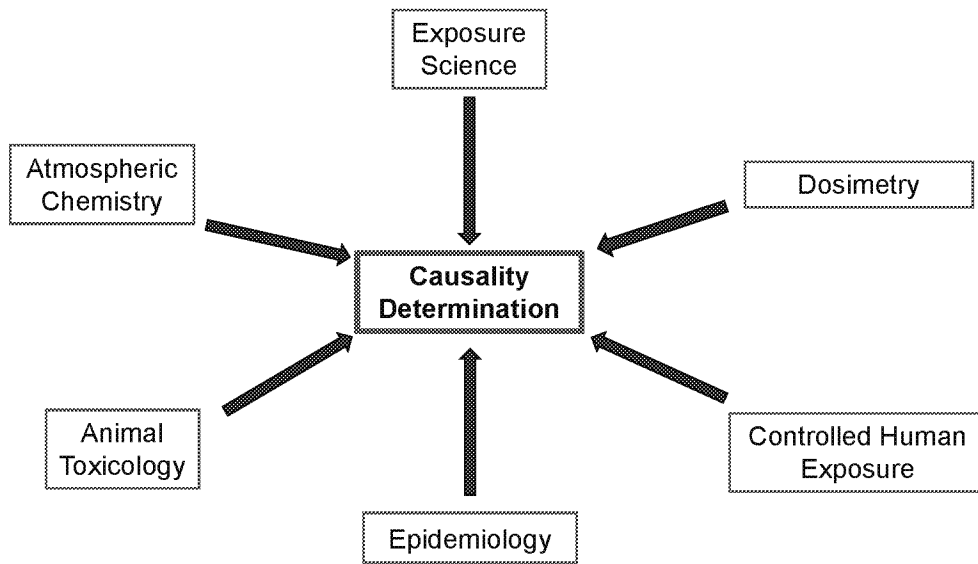 Exposure
Science
Atmospheric
Chemistry
Dosimetry
Causality
Determination
Animal
Toxicology
Controlled Human
Exposure
Epidemiology